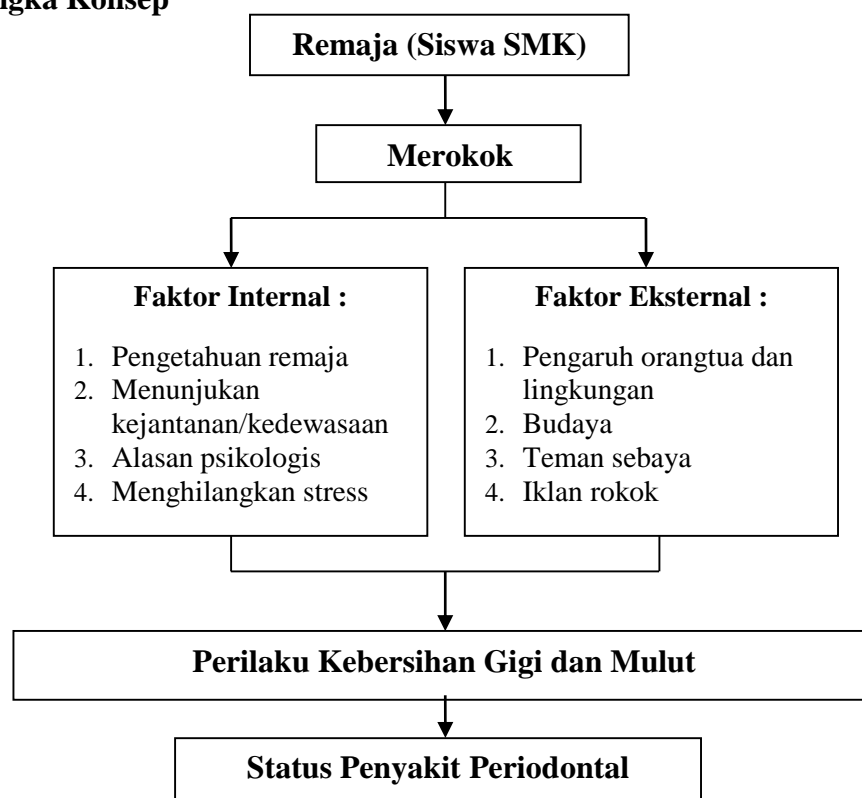 ngka Konsep
Remaja (Siswa SMK)
Merokok
Faktor Internal :
1. Pengetahuan remaja
2. Menunjukan
kejantanan/kedewasaan
3. Alasan psikologis
4. Menghilangkan stress
Faktor Eksternal :
1. Pengaruh orangtua dan
lingkungan
2. Budaya
3. Teman sebaya
4. Iklan rokok
Perilaku Kebersihan Gigi dan Mulut
Status Penyakit Periodontal